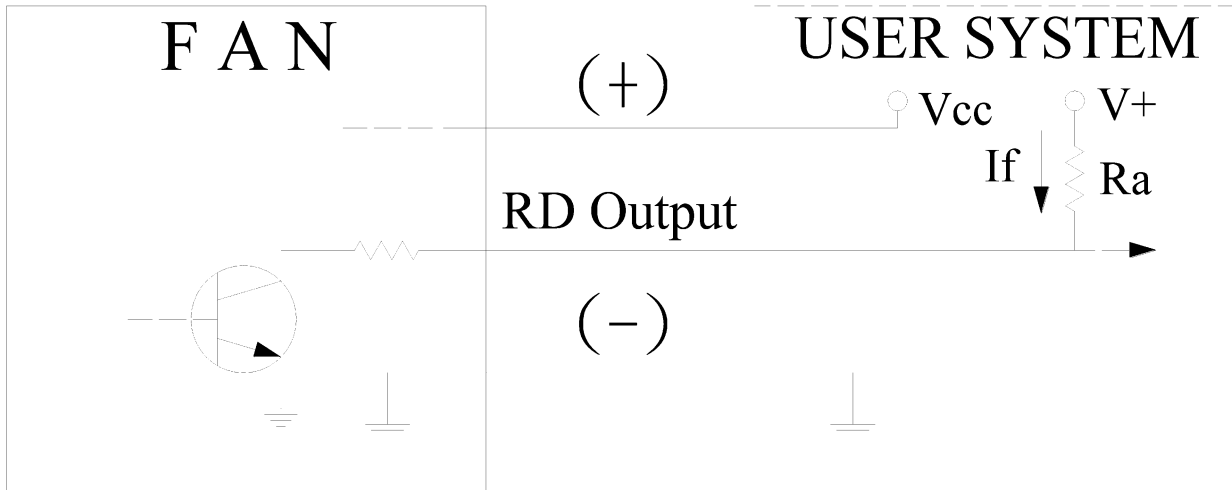 F A N
USER SYSTEM
(+)
Vcc
V+
If
Ra
RD Output
(-)